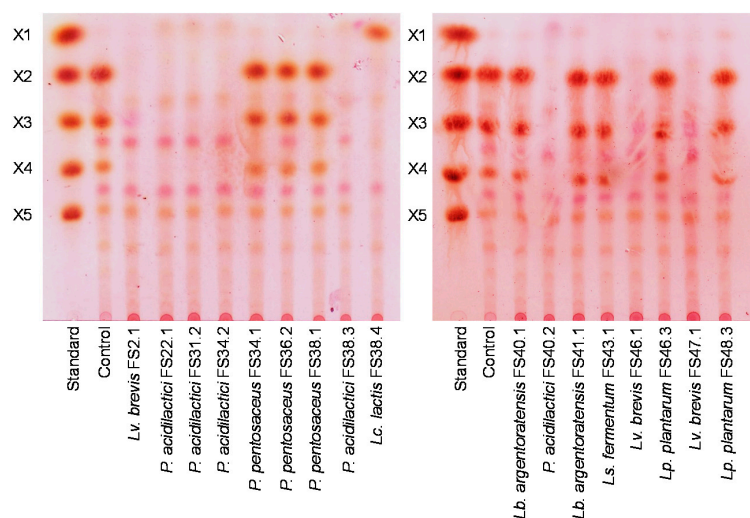 X1
X2
X3
X4
X5
X1
X2
X3
X4
X5
Standard
Control
Lv. brevis FS2.1
P. acidilactici FS22.1
P. acidilactici FS31.2
P. acidilactici FS34.2
P. pentosaceus FS34.1
P. pentosaceus FS36.2
P. pentosaceus FS38.1
P. acidilactici FS38.3
Lc. lactis FS38.4
Standard
Control
Lb. argentoratensis FS40.1
P. acidilactici FS40.2
Lb. argentoratensis FS41.1
Ls. fermentum FS43.1
Lv. brevis FS46.1
Lp. plantarum FS46.3
Lv. brevis FS47.1
Lp. plantarum FS48.3